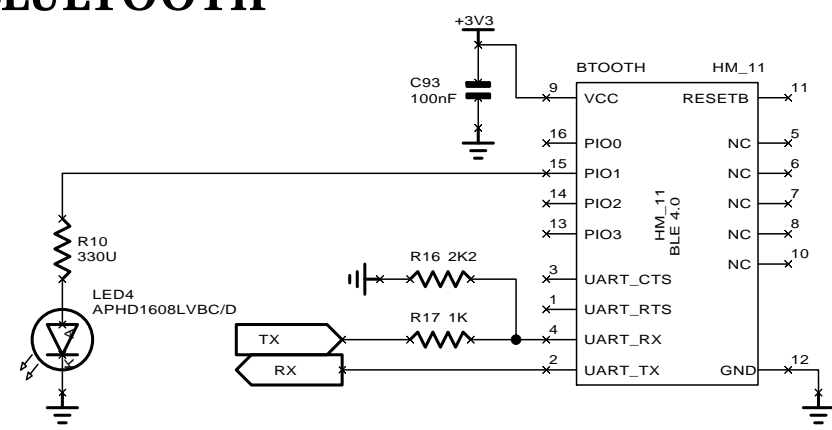 BLUETOOTH
+3V3
C93
100nF
BTOOTH HM_11
9 VCC RESETB 11
16 PIO0 NC 5
15 PIO1 NC 6
14 PIO2 NC 7
13 PIO3 NC 8
NC 10
HM_11
BLE 4.0
3 UART_CTS
1 UART_RTS
4 UART_RX
2 UART_TX GND 12
R10
330U
LED4
APHD1608LVBC/D
A
K
R16 2K2
R17 1K
TX
RX